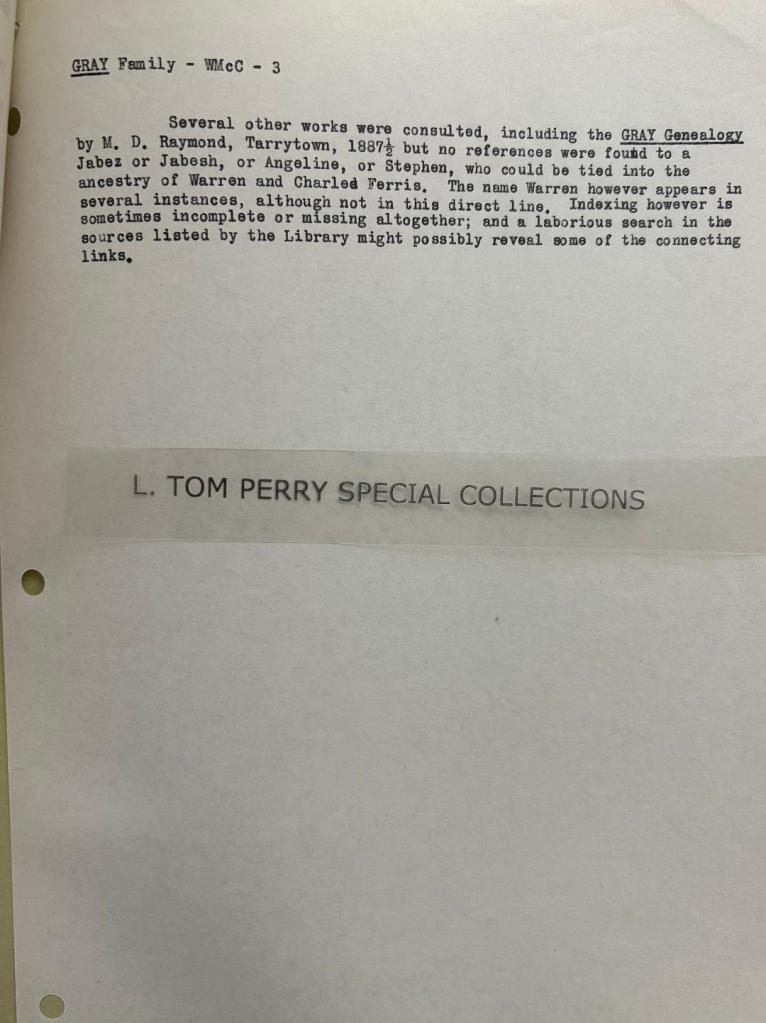 GRAY Family - WMcC - 3
Several other works were consulted, including the GRAY Genealogy
by M. D. Raymond, Tarrytown, 1887½ but no references were found to a
Jabez or Jabesh, or Angeline, or Stephen, who could be tied into the
ancestry of Warren and Charled Ferris. The name Warren however appears in
several instances, although not in this direct line. Indexing however is
sometimes incomplete or missing altogether; and a laborious search in the
sources listed by the Library might possibly reveal some of the connecting
links.
L. TOM PERRY SPECIAL COLLECTIONS